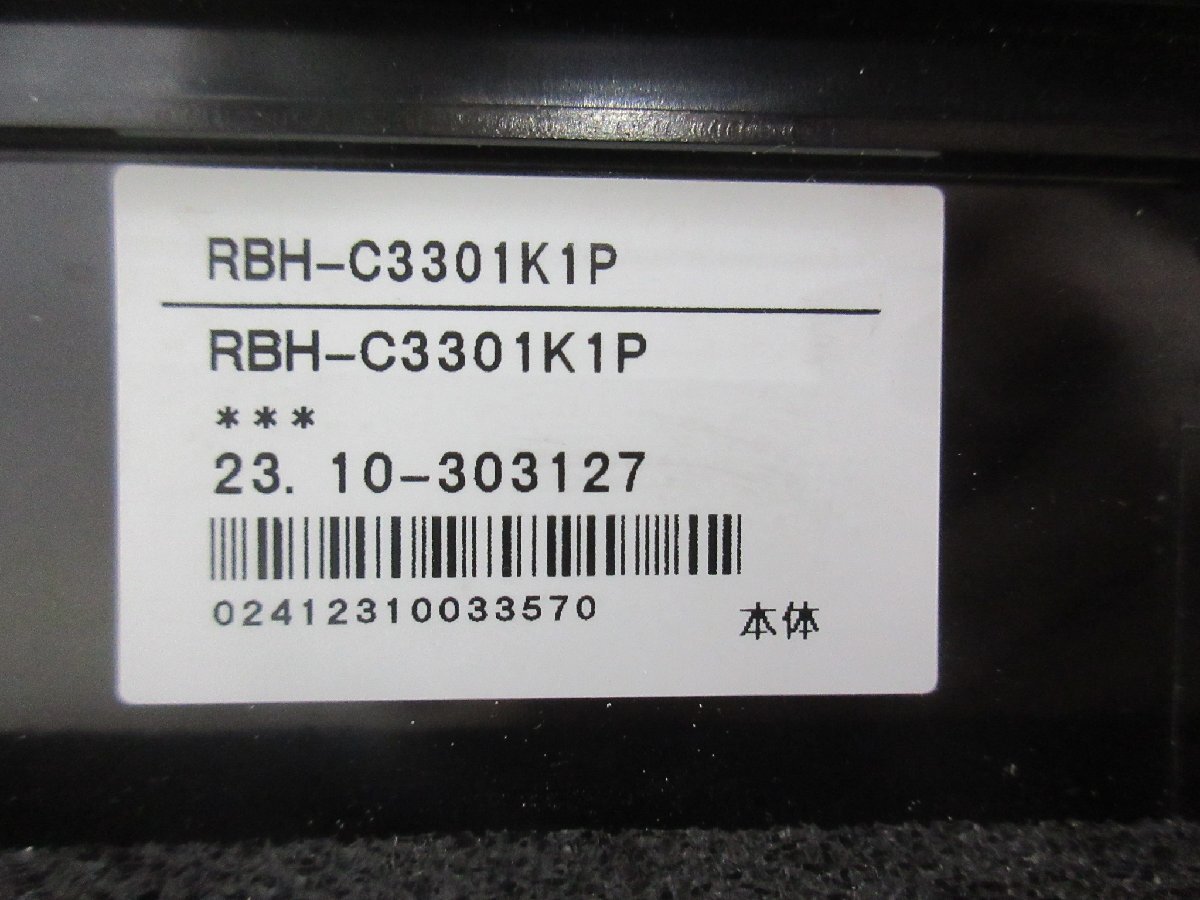 RBH-C3301K1P
RBH-C3301K1P
***
23. 10-303127
02412310033570
本体